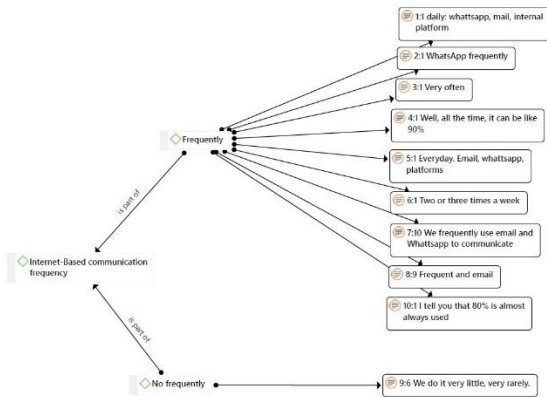 1:1 daily: whattsapp, mail, internal
platform
2:1 WhatsApp frequently
3:1 Very often
Frequently
4:1 Well, all the time, it can be like
90%
5:1 Everyday. Email, whattsapp,
platforms
is part of
6:1 Two or three times a week
7:10 We frequently use email and
Whattsapp to communicate
Internet-Based communication
frequency
8:9 Frequent and email
10:1 I tell you that 80% is almost
always used
is part of
No frequently
9:6 We do it very little, very rarely.